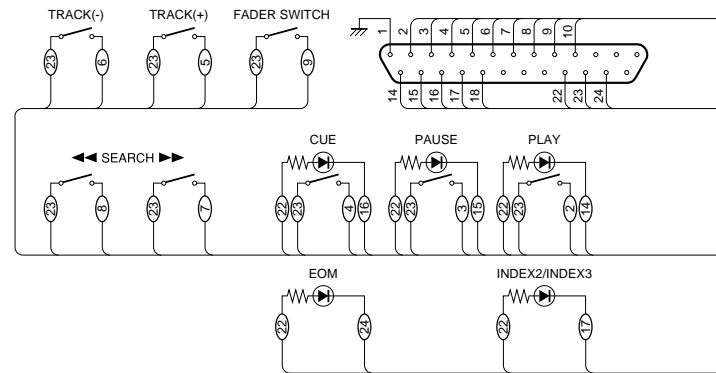 TRACK(-) TRACK(+) FADER SWITCH
1 2 3 4 5 6 7 8 9 10
23 6 23 5 23 9
14 15 16 17 18 22 23 24
◀◀ SEARCH ▶▶
CUE PAUSE PLAY
23 8 23 7 22 23 4 16 22 23 3 15 22 23 2 14
EOM INDEX2/INDEX3
22 24 22 17